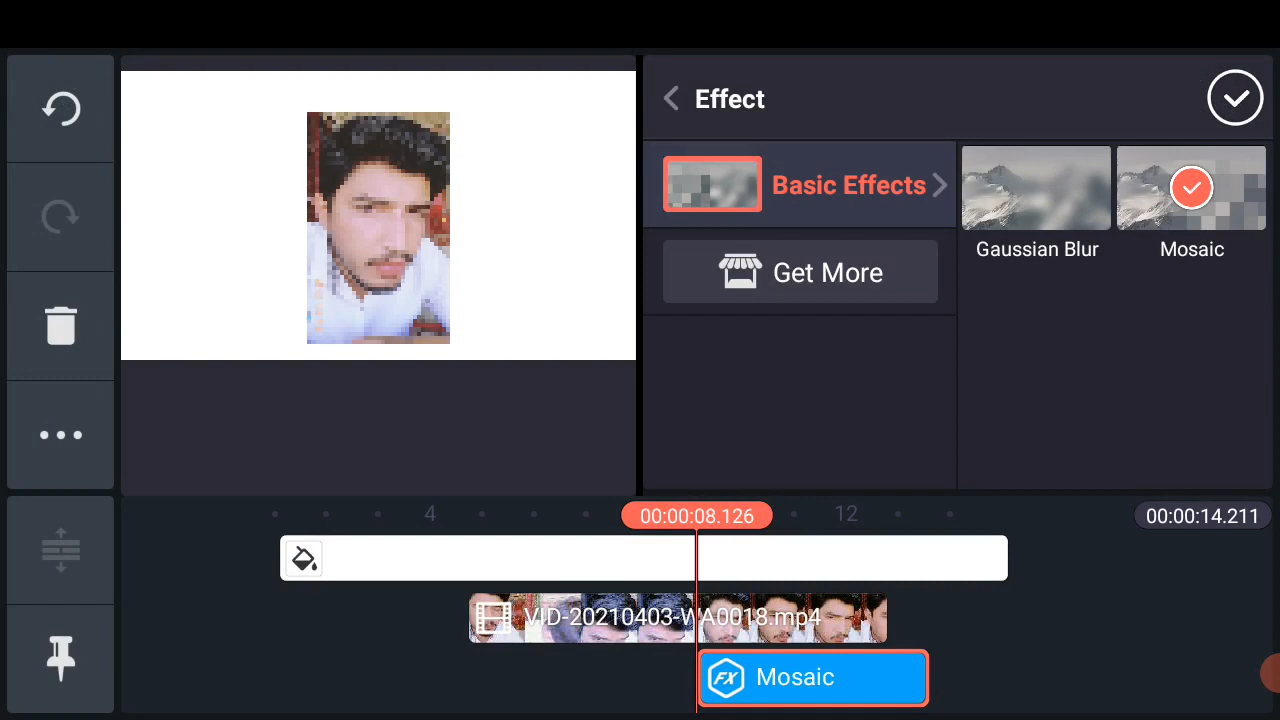 Effect
Basic Effects
Get More
Gaussian Blur
Mosaic
4
00:00:08.126
12
00:00:14.211
VID-20210403-WA0018.mp4
FX
Mosaic